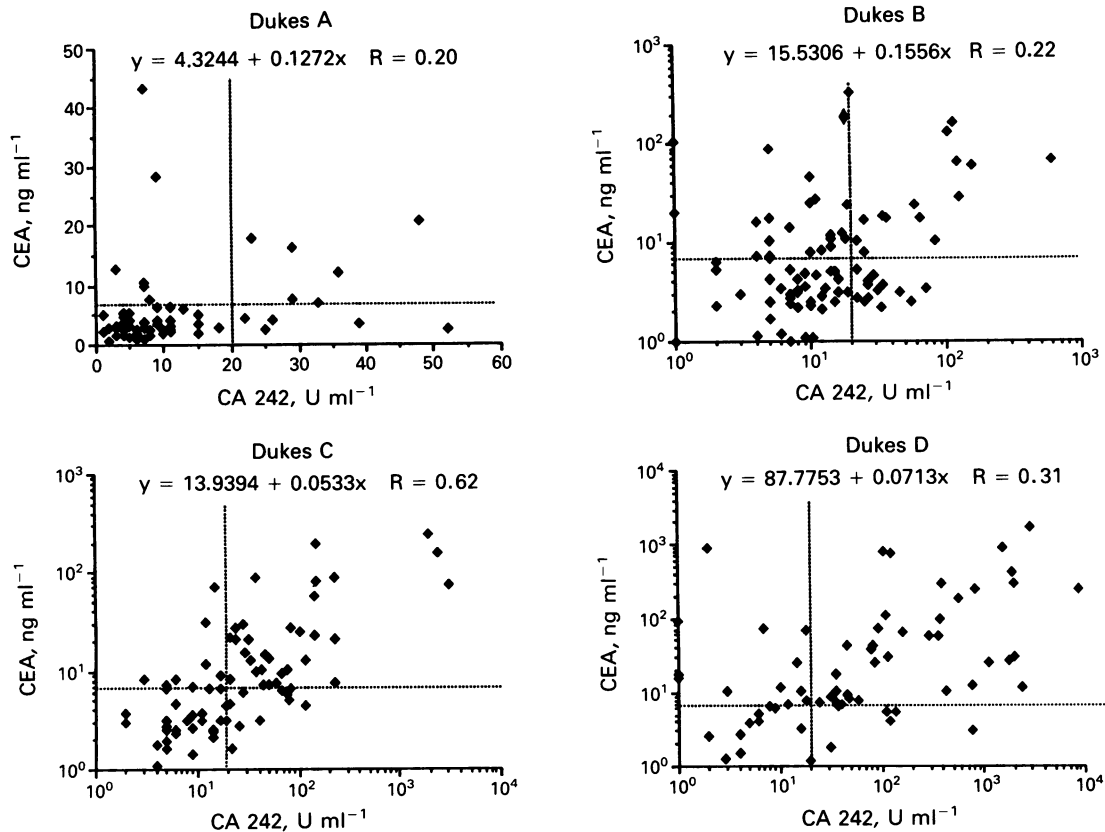 Dukes A
y = 4.3244 + 0.1272x R = 0.20
CEA, ng ml⁻¹
50
40
30
20
10
0
0 10 20 30 40 50 60
CA 242, U ml⁻¹
Dukes B
y = 15.5306 + 0.1556x R = 0.22
CEA, ng ml⁻¹
10³
10²
10¹
10⁰
10⁰ 10¹ 10² 10³
CA 242, U ml⁻¹
Dukes C
y = 13.9394 + 0.0533x R = 0.62
CEA, ng ml⁻¹
10³
10²
10¹
10⁰
10⁰ 10¹ 10² 10³ 10⁴
CA 242, U ml⁻¹
Dukes D
y = 87.7753 + 0.0713x R = 0.31
CEA, ng ml⁻¹
10⁴
10³
10²
10¹
10⁰
10⁰ 10¹ 10² 10³ 10⁴
CA 242, U ml⁻¹